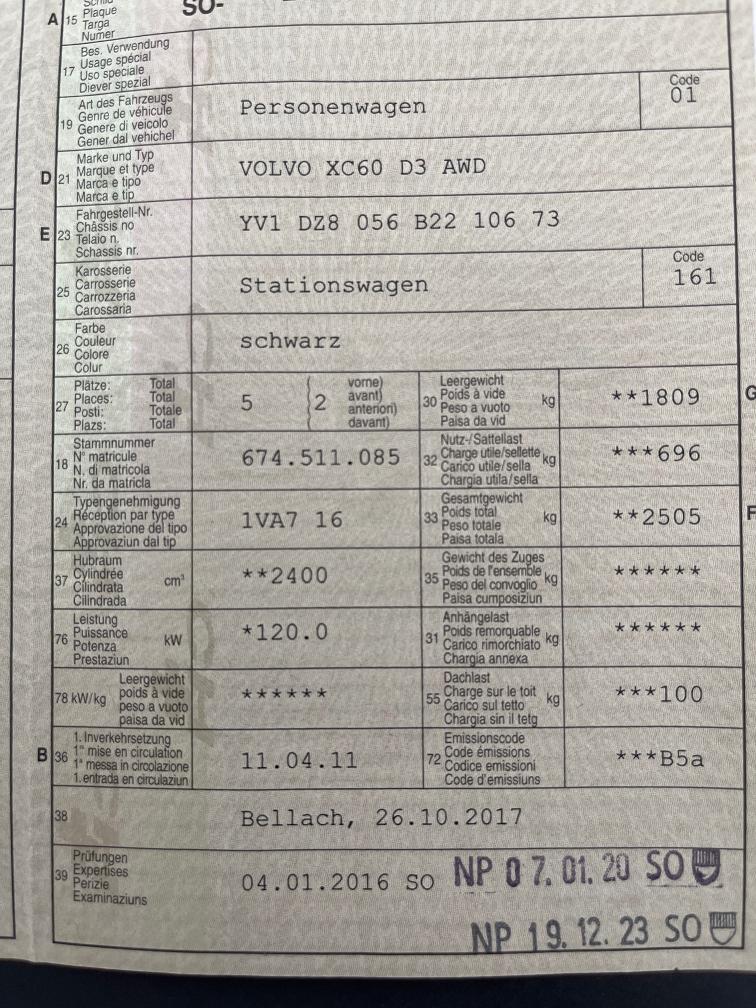 Schild
A 15 Plaque SO-
Targa
Numer
Bes. Verwendung
Usage spécial
17 Uso speciale
Diever spezial
Art des Fahrzeugs Code
Genre de véhicule Personenwagen 01
19 Genere di veicolo
Gener dal vehichel
Marke und Typ
D 21 Marque et type VOLVO XC60 D3 AWD
Marca e tipo
Marca e tip
Fahrgestell-Nr.
E 23 Châssis no YV1 DZ8 056 B22 106 73
Telaio n.
Schassis nr.
Karosserie Code
25 Carrosserie Stationswagen 161
Carrozzeria
Carossaria
Farbe
26 Couleur schwarz
Colore
Colur
Plätze: Total vorne) Leergewicht
27 Places: Total 5 2 avant) 30 Poids à vide kg **1809 G
Posti: Totale anteriori) Peso a vuoto
Plazs: Total davant) Paisa da vid
Stammnummer Nutz-/Sattellast
18 N° matricule 674.511.085 32 Charge utile/sellette kg ***696
N. di matricola Carico utile/sella
Nr. da matricla Chargia utila/sella
Typengenehmigung Gesamtgewicht
24 Réception par type 1VA7 16 33 Poids total kg **2505 F
Approvazione del tipo Peso totale
Approvaziun dal tip Paisa totala
Hubraum Gewicht des Zuges
37 Cylindrée cm³ **2400 35 Poids de l'ensemble kg ******
Cilindrata Peso del convoglio
Cilindrada Paisa cumposiziun
Leistung Anhängelast
76 Puissance kW *120.0 31 Poids remorquable kg ******
Potenza Carico rimorchiato
Prestaziun Chargia annexa
Leergewicht Dachlast
78 kW/kg poids à vide ****** 55 Charge sur le toit kg ***100
peso a vuoto Carico sul tetto
paisa da vid Chargia sin il tetg
1. Inverkehrsetzung Emissionscode
B 36 1re mise en circulation 11.04.11 72 Code émissions ***B5a
1a messa in circolazione Codice emissioni
1. entrada en circulaziun Code d'emissiuns
38 Bellach, 26.10.2017
Prüfungen
39 Expertises 04.01.2016 SO NP 07.01.20 SO
Perizie
Examinaziuns
NP 19.12.23 SO